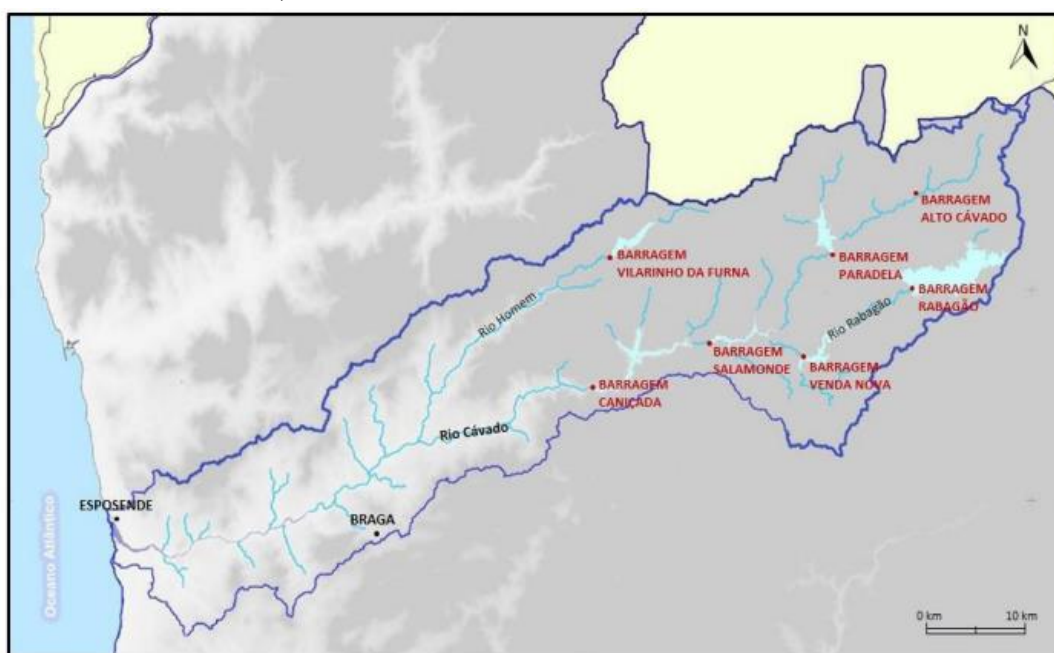 N
BARRAGEM
ALTO CÁVADO
BARRAGEM
VILARINHO DA FURNA
BARRAGEM
PARADELA
BARRAGEM
RABAGÃO
Rio Homem
Rio Rabagão
BARRAGEM
SALAMONDE
BARRAGEM
VENDA NOVA
BARRAGEM
CANIÇADA
Rio Cávado
ESPOSENDE
BRAGA
Oceano Atlântico
0 km
10 km